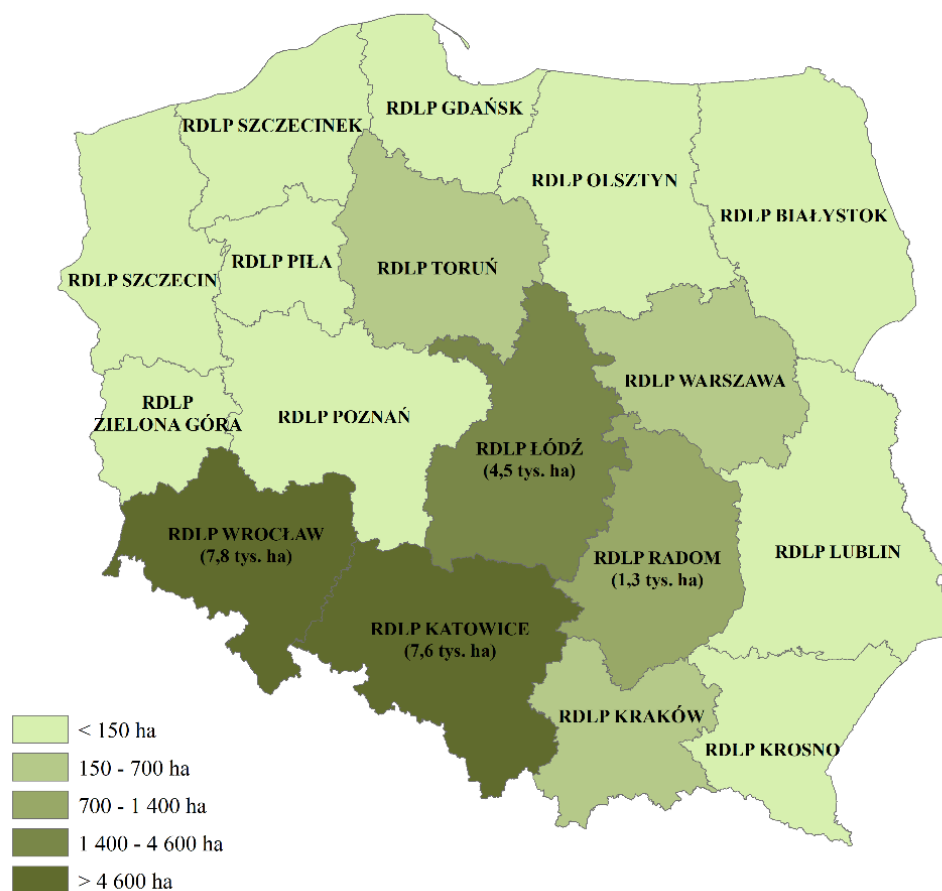 RDLP GDAŃSK
RDLP SZCZECINEK
RDLP OLSZTYN
RDLP BIAŁYSTOK
RDLP PIŁA
RDLP TORUŃ
RDLP SZCZECIN
RDLP WARSZAWA
RDLP
ZIELONA GÓRA
RDLP POZNAŃ
RDLP ŁÓDŹ
(4,5 tys. ha)
RDLP WROCŁAW
(7,8 tys. ha)
RDLP RADOM
(1,3 tys. ha)
RDLP LUBLIN
RDLP KATOWICE
(7,6 tys. ha)
RDLP KRAKÓW
RDLP KROSNO
< 150 ha
150 - 700 ha
700 - 1 400 ha
1 400 - 4 600 ha
> 4 600 ha